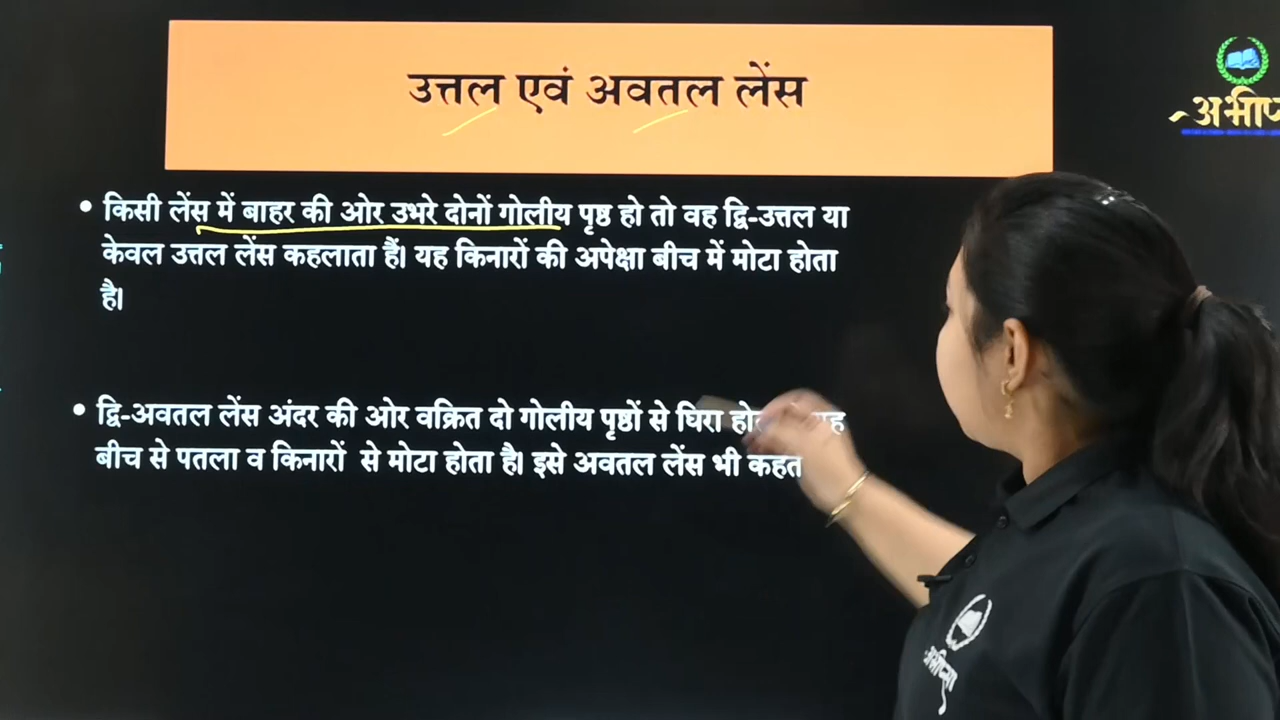 उत्तल एवं अवतल लेंस
• किसी लेंस में बाहर की ओर उभरे दोनों गोलीय पृष्ठ हो तो वह द्वि-उत्तल या
केवल उत्तल लेंस कहलाता हैं। यह किनारों की अपेक्षा बीच में मोटा होता
है।
• द्वि-अवतल लेंस अंदर की ओर वक्रित दो गोलीय पृष्ठों से घिरा
बीच से पतला व किनारों से मोटा होता है। इसे अवतल लेंस भी
अभीप्सा